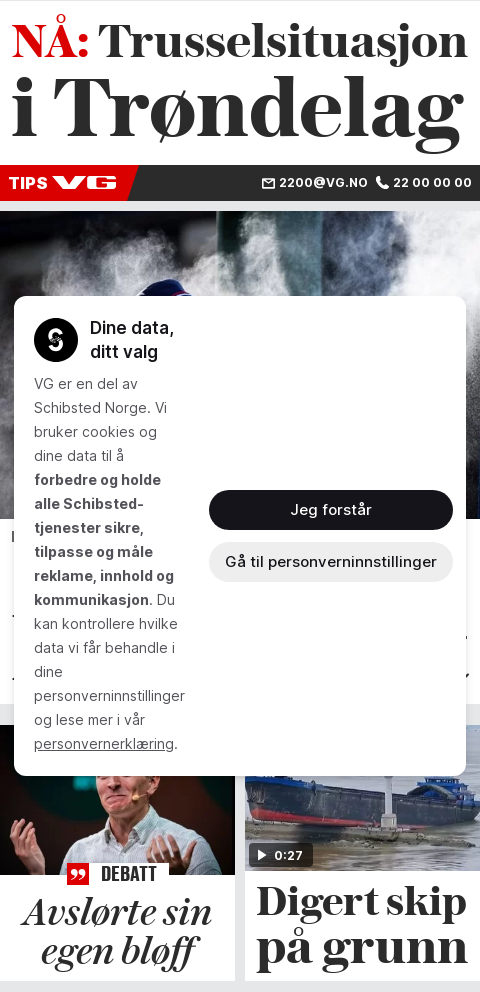 NÅ: Trusselsituasjon
i Trøndelag
TIPS VG
2200@VG.NO 22 00 00 00
Dine data,
ditt valg
VG er en del av
Schibsted Norge. Vi
bruker cookies og
dine data til å
forbedre og holde
alle Schibsted-
tjenester sikre,
tilpasse og måle
reklame, innhold og
kommunikasjon. Du
kan kontrollere hvilke
data vi får behandle i
dine
personverninnstillinger
og lese mer i vår
personvernerklæring.
Jeg forstår
Gå til personverninnstillinger
DEBATT
Avslørte sin
egen bløff
0:27
Digert skip
på grunn